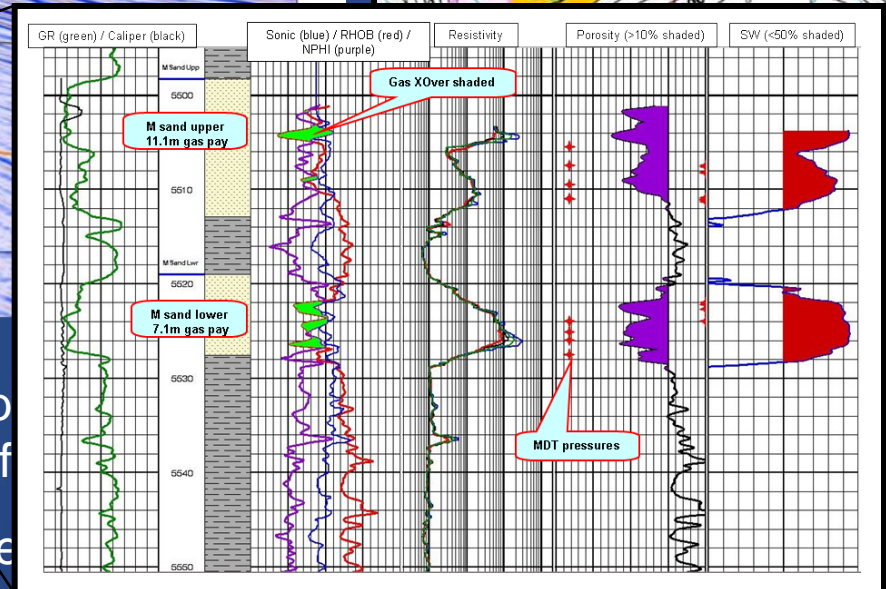 GR (green) / Caliper (black)
Sonic (blue) / RHOB (red) /
NPHI (purple)
Resistivity
Porosity (>10% shaded)
SW (<50% shaded)
M Sand Upp
Gas XOver shaded
5500
M sand upper
11.1m gas pay
5510
M Sand Lwr
5620
M sand lower
7.1m gas pay
5630
MDT pressures
5540
5550
f
e